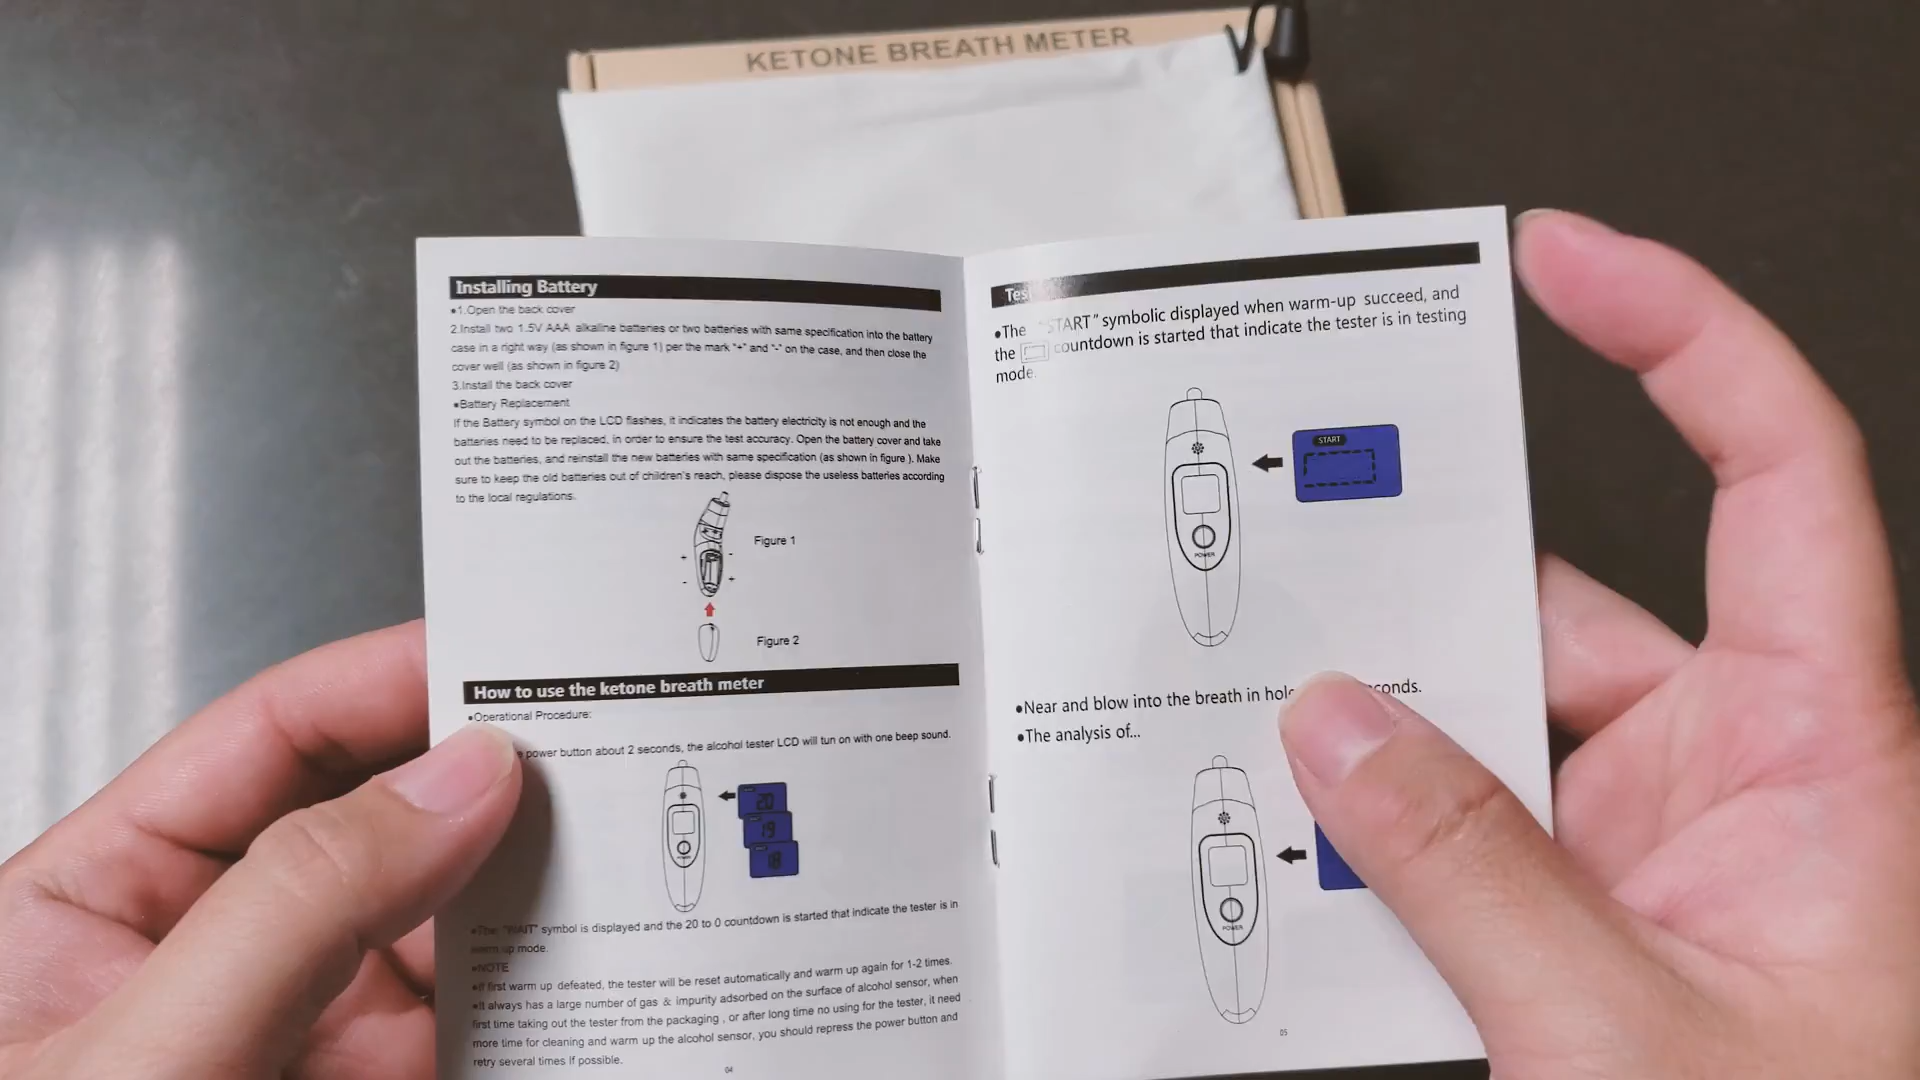 KETONE BREATH METER
Installing Battery
•1.Open the back cover
2.Install two 1.5V AAA alkaline batteries or two batteries with same specification into the battery
case in a right way (as shown in figure 1) per the mark "+" and "-" on the case, and then close the
cover well (as shown in figure 2)
3.Install the back cover
•Battery Replacement
If the Battery symbol on the LCD flashes, it indicates the battery electricity is not enough and the
batteries need to be replaced, in order to ensure the test accuracy. Open the battery cover and take
out the batteries, and reinstall the new batteries with same specification (as shown in figure ). Make
sure to keep the old batteries out of children's reach, please dispose the useless batteries according
to the local regulations.
Figure 1
+ -
- +
Figure 2
How to use the ketone breath meter
•Operational Procedure:
power button about 2 seconds, the alcohol tester LCD will tun on with one beep sound.
20
19
18
POWER
•The "WAIT" symbol is displayed and the 20 to 0 countdown is started that indicate the tester is in
warm up mode.
•NOTE
•If first warm up defeated, the tester will be reset automatically and warm up again for 1-2 times.
•It always has a large number of gas & impurity adsorbed on the surface of alcohol sensor, when
first time taking out the tester from the packaging , or after long time no using for the tester, it need
more time for cleaning and warm up the alcohol sensor, you should repress the power button and
retry several times if possible.
04
Tes
•The "START" symbolic displayed when warm-up succeed, and
the countdown is started that indicate the tester is in testing
mode.
START
POWER
•Near and blow into the breath in hole conds.
•The analysis of...
POWER
05